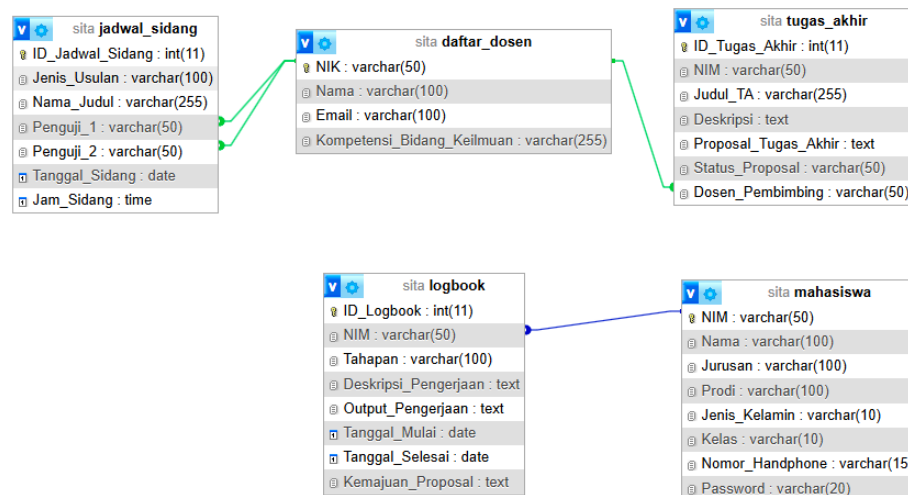 sita jadwal_sidang
ID_Jadwal_Sidang : int(11)
Jenis_Usulan : varchar(100)
Nama_Judul : varchar(255)
Penguji_1 : varchar(50)
Penguji_2 : varchar(50)
Tanggal_Sidang : date
Jam_Sidang : time
sita daftar_dosen
NIK : varchar(50)
Nama : varchar(100)
Email : varchar(100)
Kompetensi_Bidang_Keilmuan : varchar(255)
sita tugas_akhir
ID_Tugas_Akhir : int(11)
NIM : varchar(50)
Judul_TA : varchar(255)
Deskripsi : text
Proposal_Tugas_Akhir : text
Status_Proposal : varchar(50)
Dosen_Pembimbing : varchar(50)
sita logbook
ID_Logbook : int(11)
NIM : varchar(50)
Tahapan : varchar(100)
Deskripsi_Pengerjaan : text
Output_Pengerjaan : text
Tanggal_Mulai : date
Tanggal_Selesai : date
Kemajuan_Proposal : text
sita mahasiswa
NIM : varchar(50)
Nama : varchar(100)
Jurusan : varchar(100)
Prodi : varchar(100)
Jenis_Kelamin : varchar(10)
Kelas : varchar(10)
Nomor_Handphone : varchar(15
Password : varchar(20)